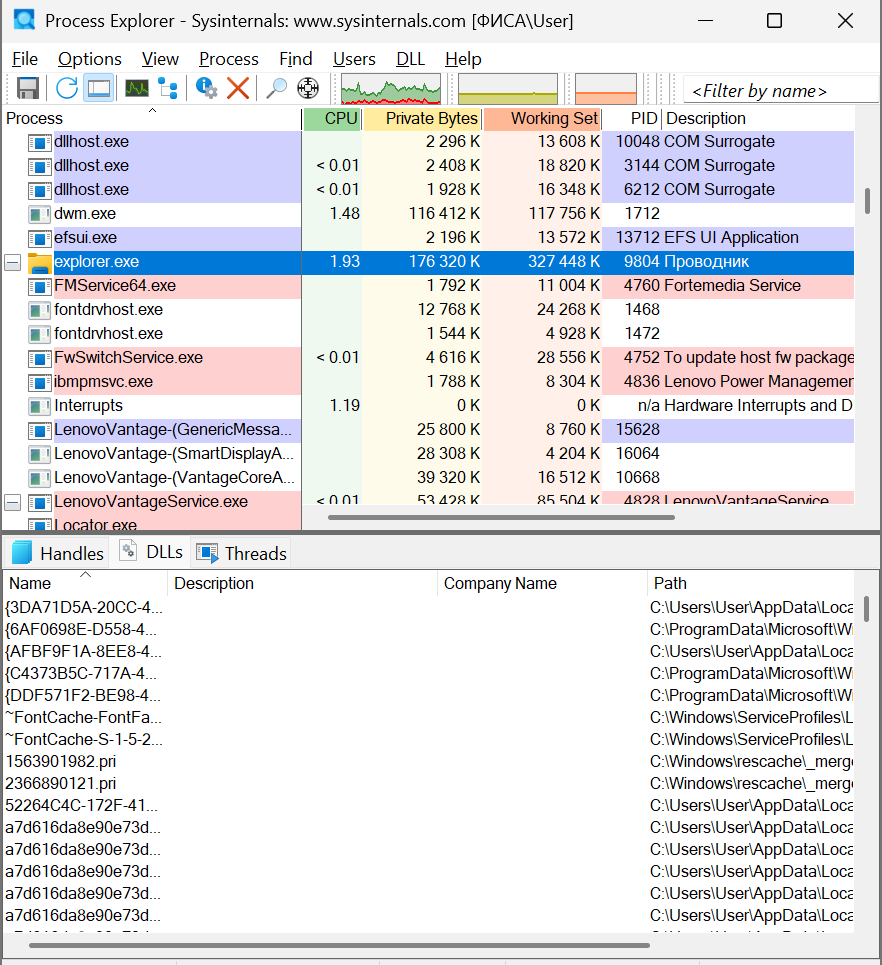 Process Explorer - Sysinternals: www.sysinternals.com [ФИСА\User]
File Options View Process Find Users DLL Help
<Filter by name>
Process CPU Private Bytes Working Set PID Description
dllhost.exe 2 296 K 13 608 K 10048 COM Surrogate
dllhost.exe < 0.01 2 408 K 18 820 K 3144 COM Surrogate
dllhost.exe < 0.01 1 928 K 16 348 K 6212 COM Surrogate
dwm.exe 1.48 116 412 K 117 756 K 1712
efsui.exe 2 196 K 13 572 K 13712 EFS UI Application
explorer.exe 1.93 176 320 K 327 448 K 9804 Проводник
FMService64.exe 1 792 K 11 004 K 4760 Fortemedia Service
fontdrvhost.exe 12 768 K 24 268 K 1468
fontdrvhost.exe 1 544 K 4 928 K 1472
FwSwitchService.exe < 0.01 4 616 K 28 556 K 4752 To update host fw package
ibmpmsvc.exe 1 788 K 8 304 K 4836 Lenovo Power Managemer
Interrupts 1.19 0 K 0 K n/a Hardware Interrupts and D
LenovoVantage-(GenericMessa... 25 800 K 8 760 K 15628
LenovoVantage-(SmartDisplayA... 28 308 K 4 204 K 16064
LenovoVantage-(VantageCoreA... 39 320 K 16 512 K 10668
LenovoVantageService.exe < 0.01 53 428 K 85 504 K 4828 LenovoVantageService
Locator.exe
Handles DLLs Threads
Name Description Company Name Path
{3DA71D5A-20CC-4... C:\Users\User\AppData\Loca
{6AF0698E-D558-4... C:\ProgramData\Microsoft\Wi
{AFBF9F1A-8EE8-4... C:\Users\User\AppData\Loca
{C4373B5C-717A-4... C:\ProgramData\Microsoft\Wi
{DDF571F2-BE98-4... C:\ProgramData\Microsoft\Wi
~FontCache-FontFa... C:\Windows\ServiceProfiles\L
~FontCache-S-1-5-2... C:\Windows\ServiceProfiles\L
1563901982.pri C:\Windows\rescache\_merge
2366890121.pri C:\Windows\rescache\_merge
52264C4C-172F-41... C:\Users\User\AppData\Loca
a7d616da8e90e73d... C:\Users\User\AppData\Loca
a7d616da8e90e73d... C:\Users\User\AppData\Loca
a7d616da8e90e73d... C:\Users\User\AppData\Loca
a7d616da8e90e73d... C:\Users\User\AppData\Loca
a7d616da8e90e73d... C:\Users\User\AppData\Loca